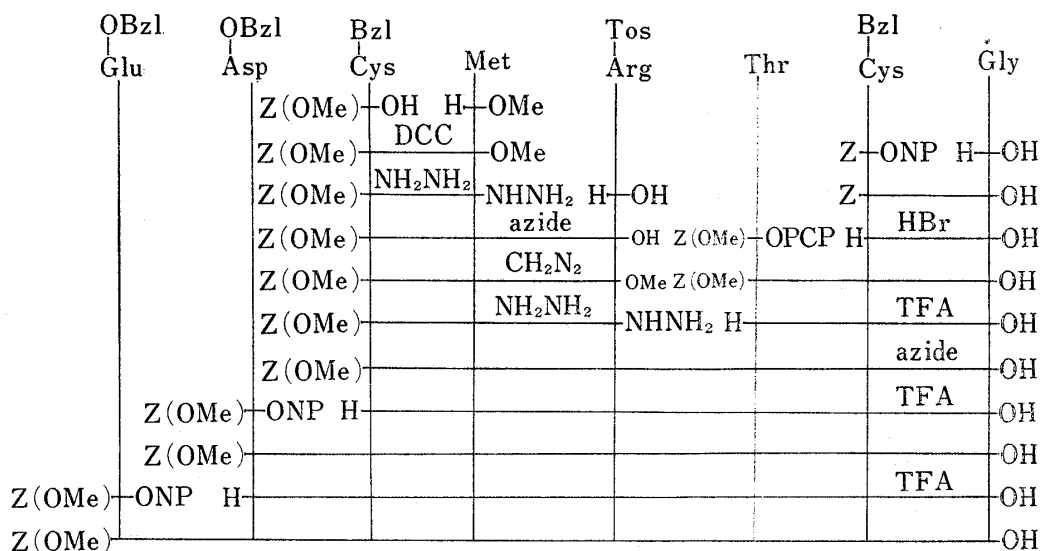 OBzl OBzl Bzl Tos Bzl
Glu Asp Cys Met Arg Thr Cys Gly
Z(OMe) OH H OMe
DCC
Z(OMe) OMe Z ONP H OH
NH₂NH₂
Z(OMe) NHNH₂ H OH Z OH
azide HBr
Z(OMe) OH Z(OMe) OPCP H OH
CH₂N₂
Z(OMe) OMe Z(OMe) OH
NH₂NH₂ TFA
Z(OMe) NHNH₂ H OH
azide
Z(OMe) OH
TFA
Z(OMe) ONP H OH
Z(OMe) OH
TFA
Z(OMe) ONP H OH
Z(OMe) OH